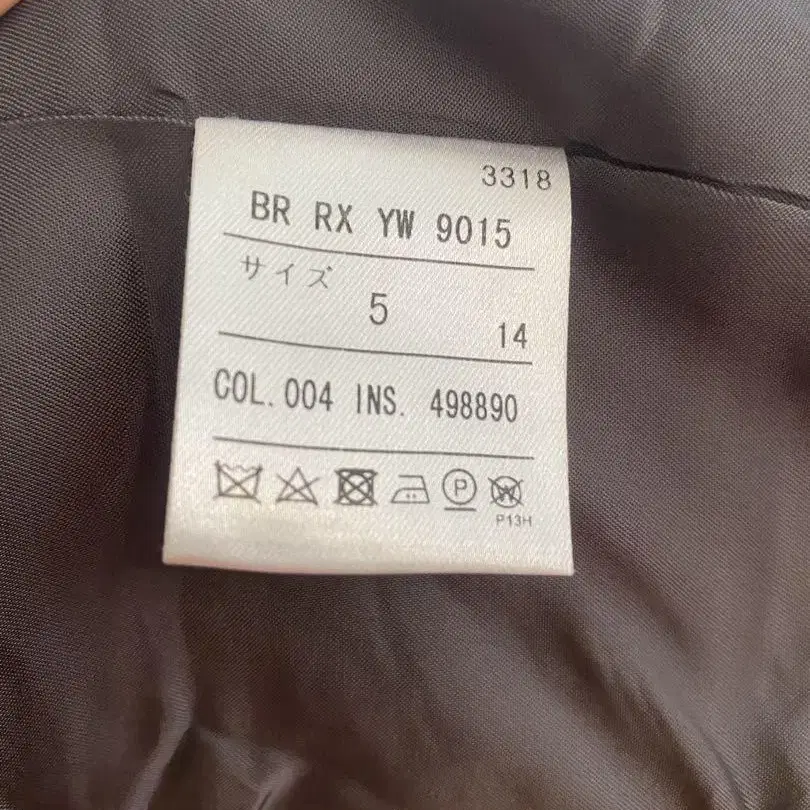 3318
BR RX YW 9015
サイズ
5
14
COL.004 INS. 498890
P W
P13H